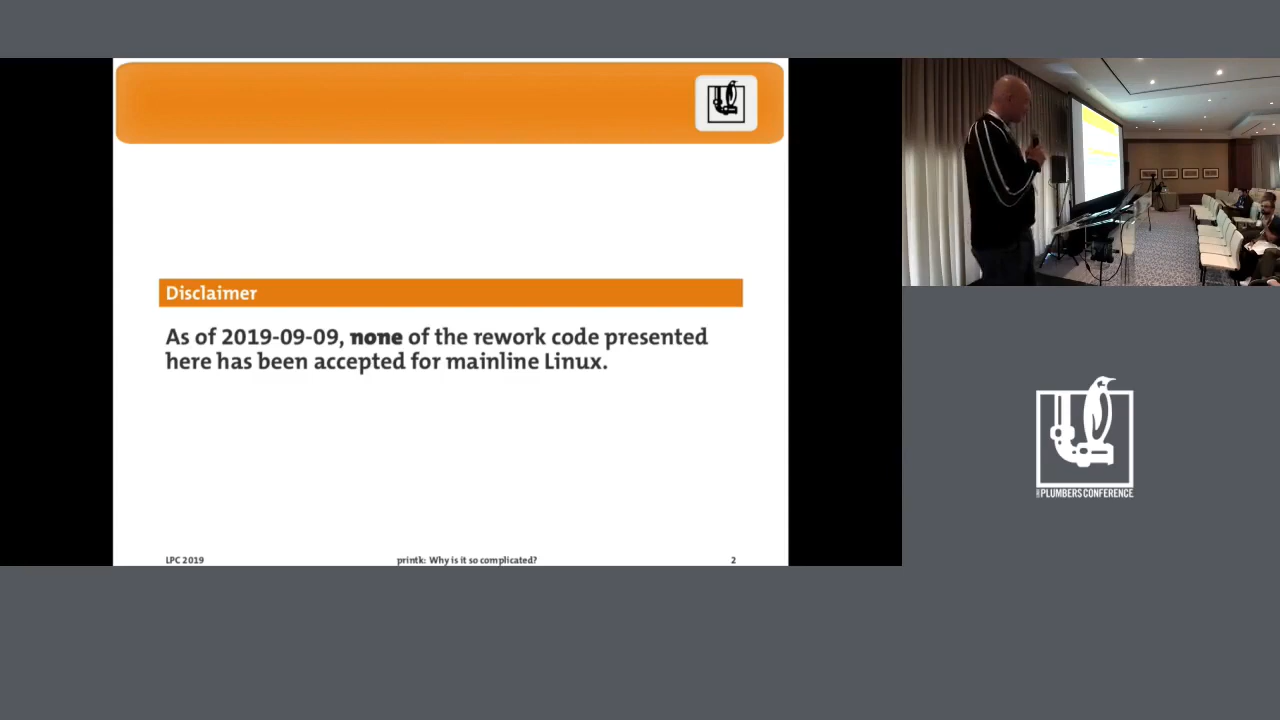 Disclaimer
As of 2019-09-09, none of the rework code presented
here has been accepted for mainline Linux.
LPC 2019
printk: Why is it so complicated?
2
PLUMBERS CONFERENCE